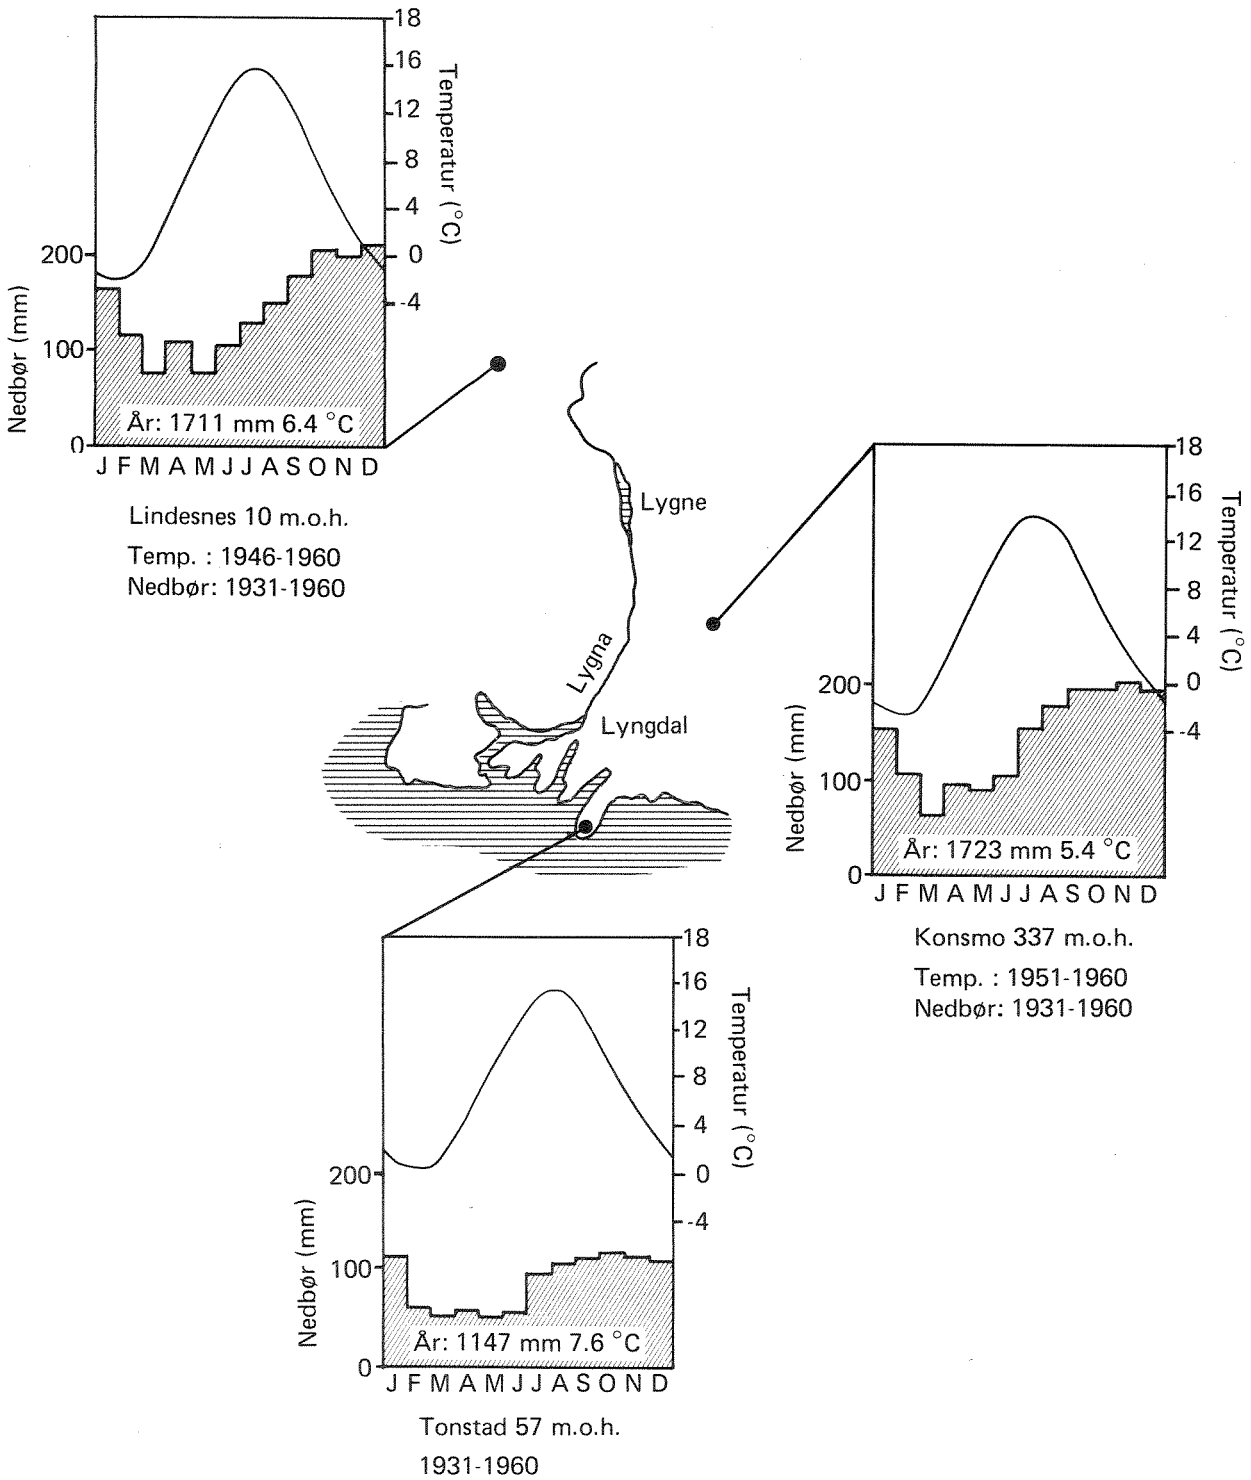 18
16
12
8
4
0
-4
Temperatur (°C)
200
100
0
Nedbør (mm)
År: 1711 mm 6.4 °C
J F M A M J J A S O N D
Lindesnes 10 m.o.h.
Temp. : 1946-1960
Nedbør: 1931-1960
Lygne
Lygna
Lyngdal
18
16
12
8
4
0
-4
Temperatur (°C)
200
100
0
Nedbør (mm)
År: 1723 mm 5.4 °C
J F M A M J J A S O N D
Konsmo 337 m.o.h.
Temp. : 1951-1960
Nedbør: 1931-1960
18
16
12
8
4
0
-4
Temperatur (°C)
200
100
0
Nedbør (mm)
År: 1147 mm 7.6 °C
J F M A M J J A S O N D
Tonstad 57 m.o.h.
1931-1960